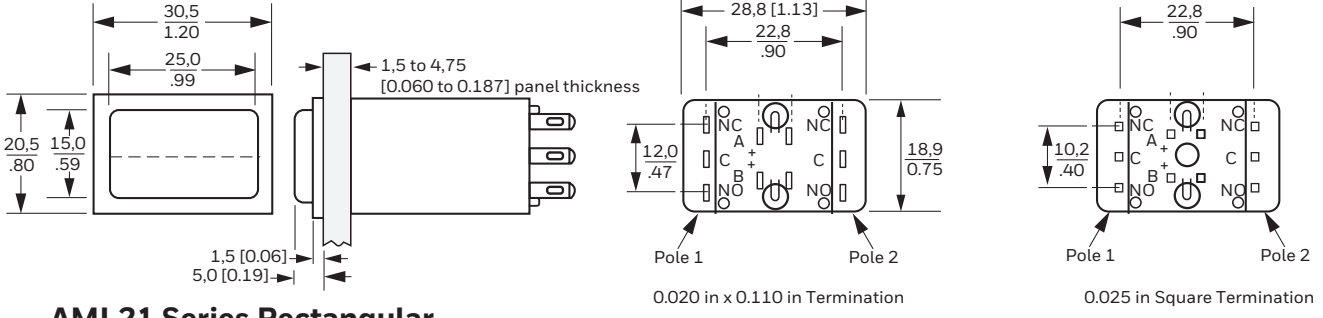 30,5
1.20
25,0
.99
20,5
.80
15,0
.59
1,5 to 4,75
[0.060 to 0.187] panel thickness
1,5 [0.06]
5,0 [0.19]
28,8 [1.13]
22,8
.90
12,0
.47
18,9
0.75
NC
NC
A
+
C
C
+
B
NO
NO
Pole 1
Pole 2
0.020 in x 0.110 in Termination
22,8
.90
10,2
.40
NC
NC
A
+
C
C
+
B
NO
NO
Pole 1
Pole 2
0.025 in Square Termination